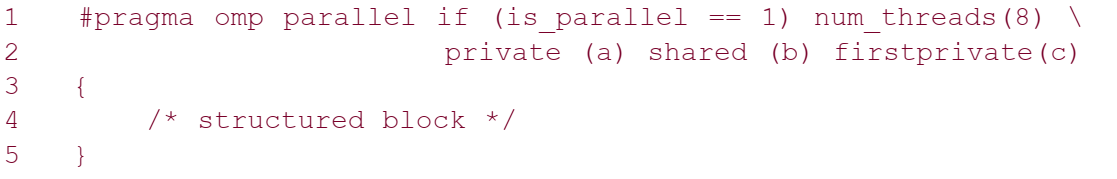 1    #pragma omp parallel if (is_parallel == 1) num_threads(8) \
2                         private (a) shared (b) firstprivate(c)
3    {
4        /* structured block */
5    }